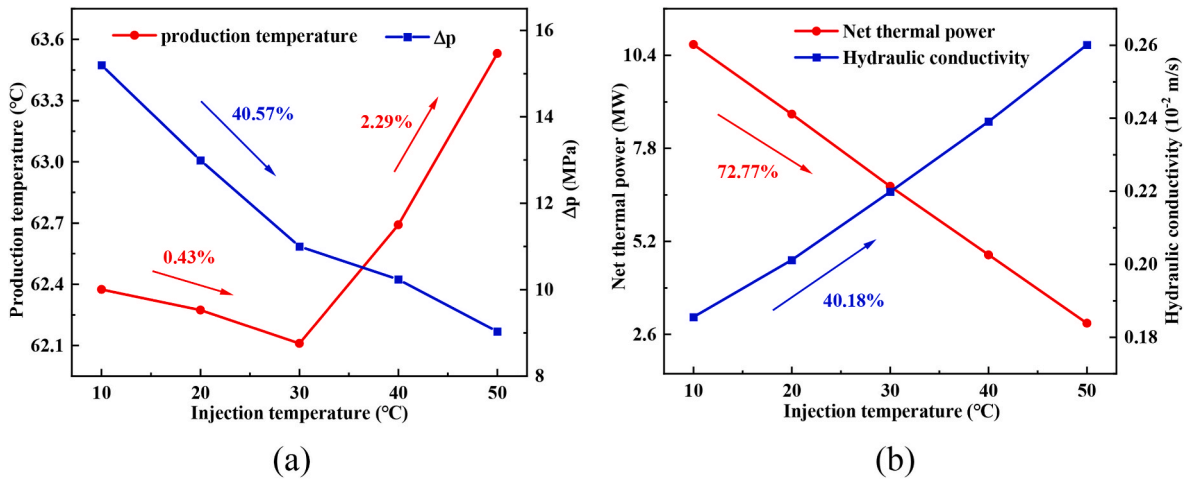 production temperature
Δp
40.57%
2.29%
0.43%
63.6
63.3
63.0
62.7
62.4
62.1
Production temperature (℃)
16
14
12
10
8
Δp (MPa)
10 20 30 40 50
Injection temperature (℃)
(a)
Net thermal power
Hydraulic conductivity
72.77%
40.18%
10.4
7.8
5.2
2.6
Net thermal power (MW)
0.26
0.24
0.22
0.20
0.18
Hydraulic conductivity (10⁻² m/s)
10 20 30 40 50
Injection temperature (℃)
(b)